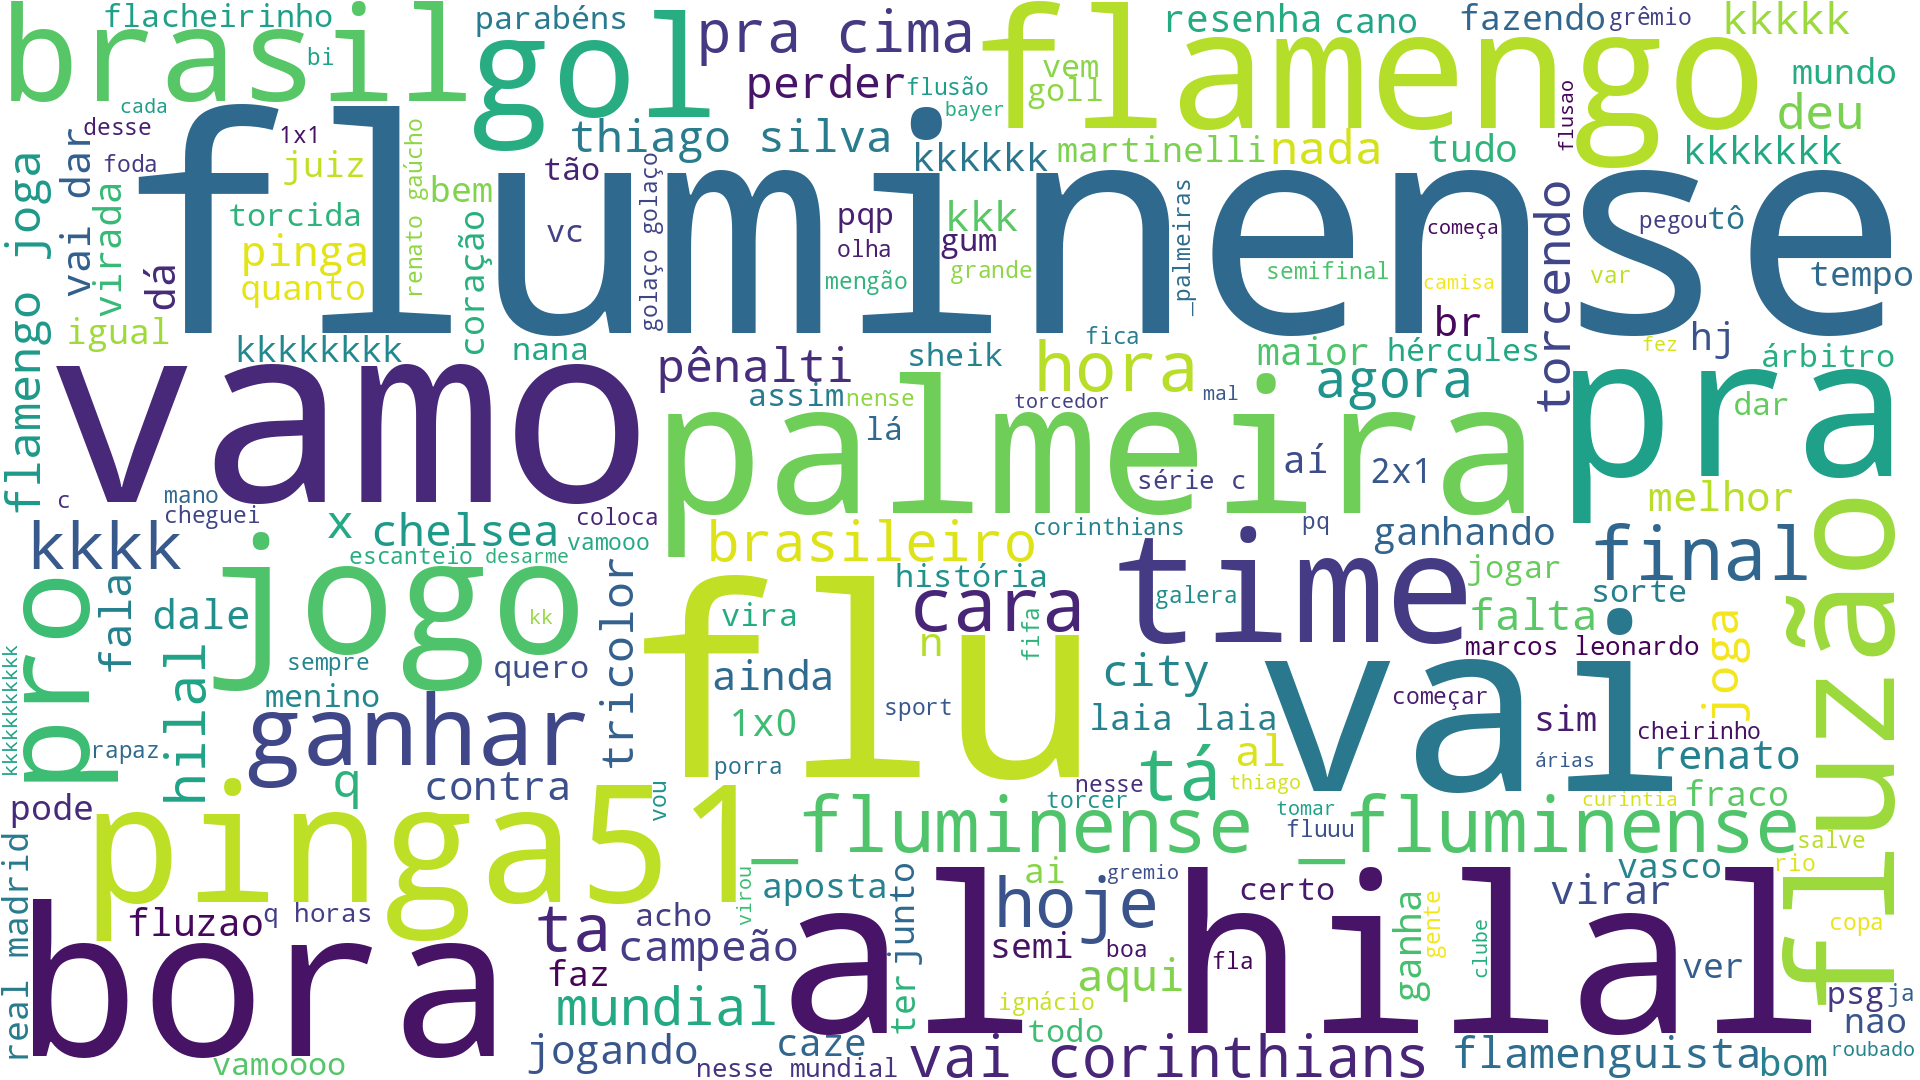 flacheirinho
parabéns
pra cima
flamengo
resenha
cano
fazendo
grêmio
kkkkk
brasil
bi
gol
perder
flusão
vem
goll
bayer
mundo
deu
cada
desse
1x1
thiago silva
kkkkkk
martinelli
nada
tudo
flusao
kkkkkkk
fluminense
foda
juiz
renato gaúcho
bem
tão
golaço golaço
vai dar
virada
torcida
pinga
quanto
dá
igual
coração
vc
pqp
olha
kkk
gum
mengão
grande
_palmeiras
semifinal
começa
camisa
torcendo
var
pegou
tô
tempo
flamengo joga
kkkkkkkk
nana
pênalti
sheik
fica
hora
maior
hércules
br
fez
hj
árbitro
vamo
palmeira
assim
nense
torcedor
mal
agora
pra
dar
lá
c
mano
cheguei
série c
aí
2x1
melhor
kkkk
x
chelsea
coloca
vamooo
escanteio
desarme
brasileiro
corinthians
pq
ganhando
final
fluzão
pro
jogo
kk
tricolor
flu
história
cara
time
jogar
galera
sorte
fala
dale
vira
n
fifa
falta
marcos leonardo
joga
kkkkkkkkkk
hilal
sempre
quero
menino
ainda
city
vai
sport
começar
ganhar
1x0
laia laia
sim
cheirinho
rapaz
porra
al
árias
renato
q
contra
tá
nesse
thiago
pode
pinga51
vou
torcer
tomar
curintia
fraco
_fluminense _fluminense
fluuu
salve
rio
real madrid
virou
aposta
ai
gremio
certo
vasco
virar
bora
fluzao
q horas
ta
acho
campeão
ter junto
hoje
semi
boa
al hilal
fla
ganha
gente
clube
copa
ver
faz
mundial
aqui
ignácio
todo
psg
ja
não
vamoooo
jogando
nesse mundial
caze
vai corinthians
flamenguista
bom
roubado